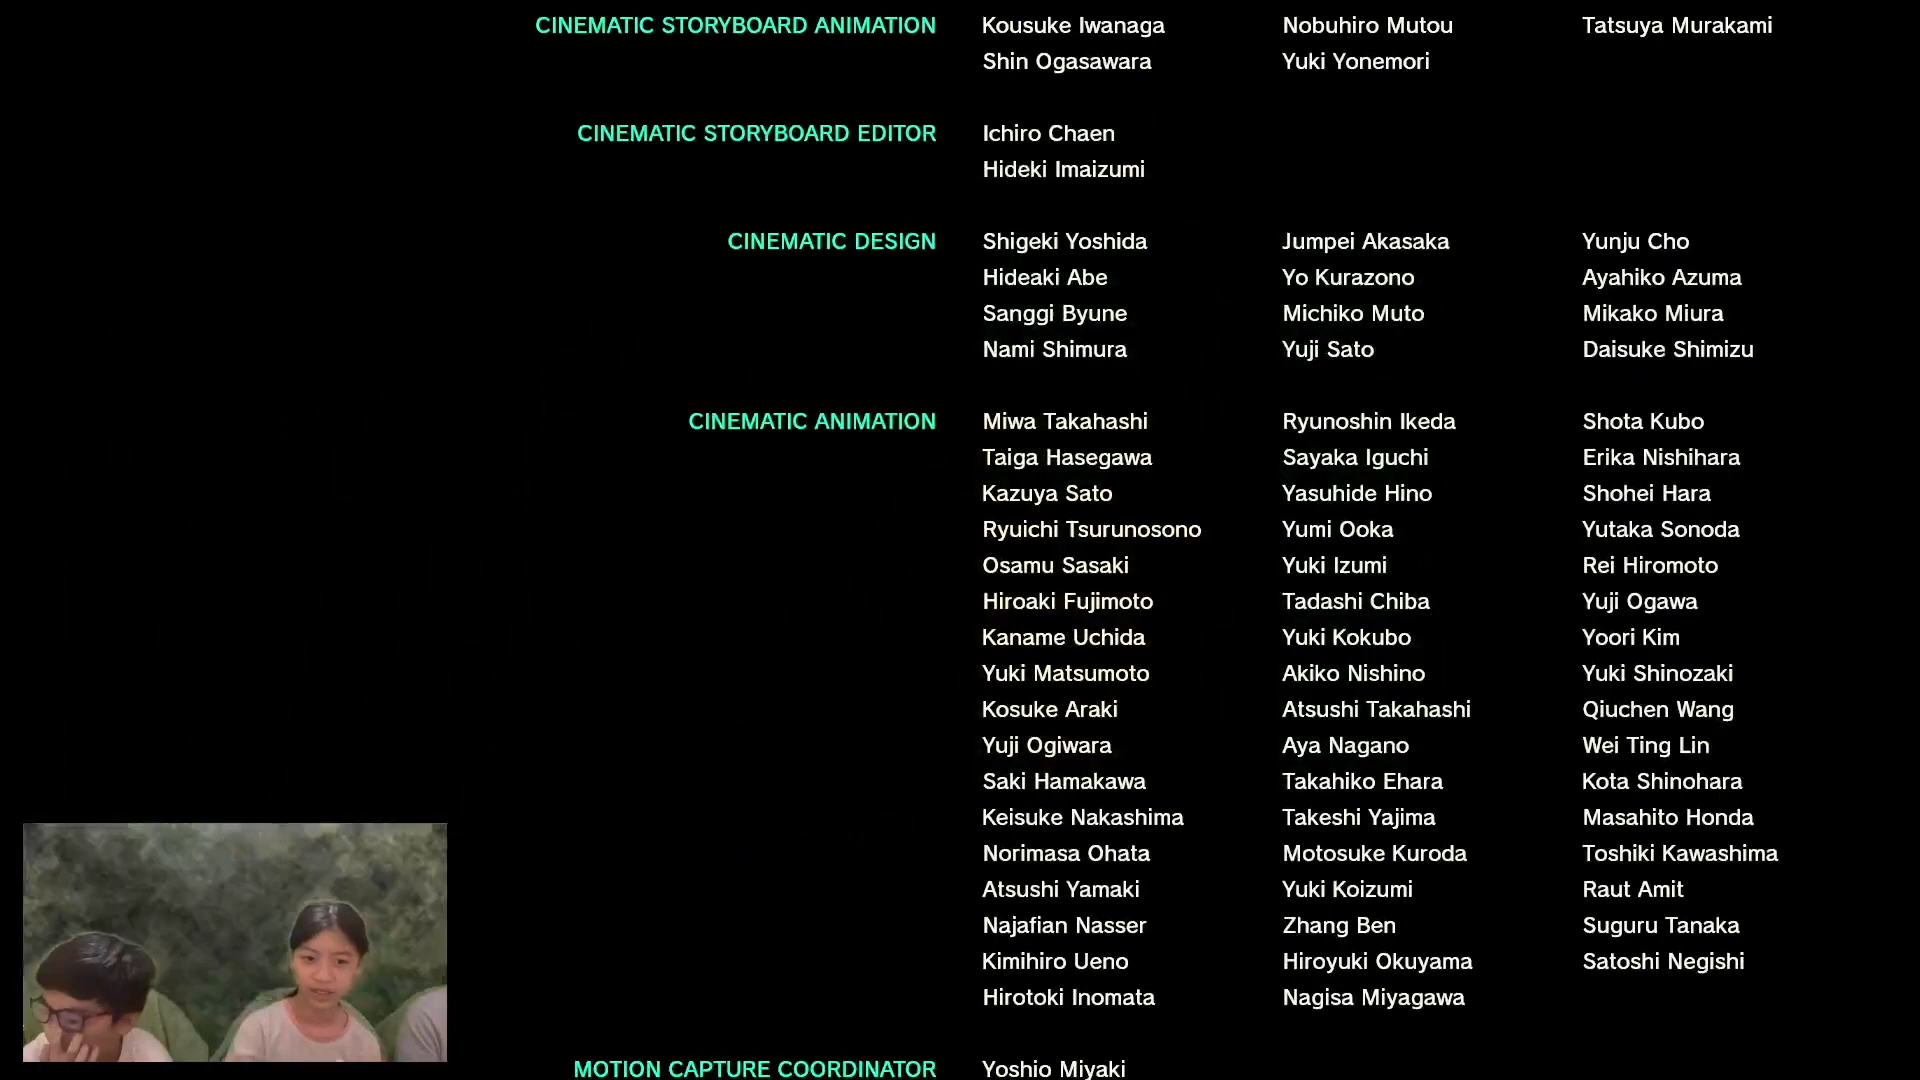 CINEMATIC STORYBOARD ANIMATION Kousuke Iwanaga Nobuhiro Mutou Tatsuya Murakami
Shin Ogasawara Yuki Yonemori
CINEMATIC STORYBOARD EDITOR Ichiro Chaen
Hideki Imaizumi
CINEMATIC DESIGN Shigeki Yoshida Jumpei Akasaka Yunju Cho
Hideaki Abe Yo Kurazono Ayahiko Azuma
Sanggi Byune Michiko Muto Mikako Miura
Nami Shimura Yuji Sato Daisuke Shimizu
CINEMATIC ANIMATION Miwa Takahashi Ryunoshin Ikeda Shota Kubo
Taiga Hasegawa Sayaka Iguchi Erika Nishihara
Kazuya Sato Yasuhide Hino Shohei Hara
Ryuichi Tsurunosono Yumi Ooka Yutaka Sonoda
Osamu Sasaki Yuki Izumi Rei Hiromoto
Hiroaki Fujimoto Tadashi Chiba Yuji Ogawa
Kaname Uchida Yuki Kokubo Yoori Kim
Yuki Matsumoto Akiko Nishino Yuki Shinozaki
Kosuke Araki Atsushi Takahashi Qiuchen Wang
Yuji Ogiwara Aya Nagano Wei Ting Lin
Saki Hamakawa Takahiko Ehara Kota Shinohara
Keisuke Nakashima Takeshi Yajima Masahito Honda
Norimasa Ohata Motosuke Kuroda Toshiki Kawashima
Atsushi Yamaki Yuki Koizumi Raut Amit
Najafian Nasser Zhang Ben Suguru Tanaka
Kimihiro Ueno Hiroyuki Okuyama Satoshi Negishi
Hirotoki Inomata Nagisa Miyagawa
MOTION CAPTURE COORDINATOR Yoshio Miyaki